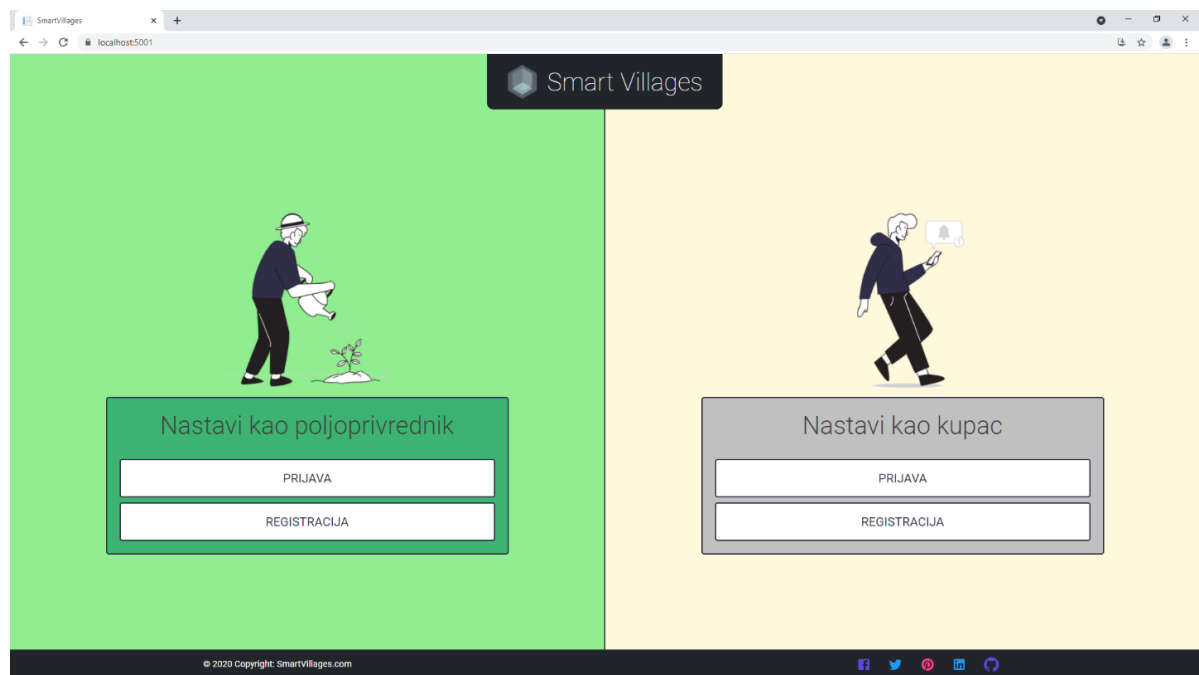 SmartVillages
localhost:5001
Smart Villages
1
Nastavi kao poljoprivrednik
PRIJAVA
REGISTRACIJA
Nastavi kao kupac
PRIJAVA
REGISTRACIJA
© 2020 Copyright: SmartVillages.com